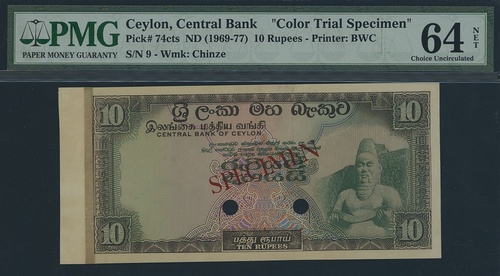 PMG
PAPER MONEY GUARANTY
Ceylon, Central Bank "Color Trial Specimen"
Pick# 74cts ND (1969-77) 10 Rupees - Printer: BWC
S/N 9 - Wmk: Chinze
64 NET
Choice Uncirculated
10
ශ්‍රී ලංකා මහ බැංකුව
10
இலங்கை மத்திய வங்கி
CENTRAL BANK OF CEYLON
SPECIMEN
10
பத்து ரூபாய்
TEN RUPEES
10